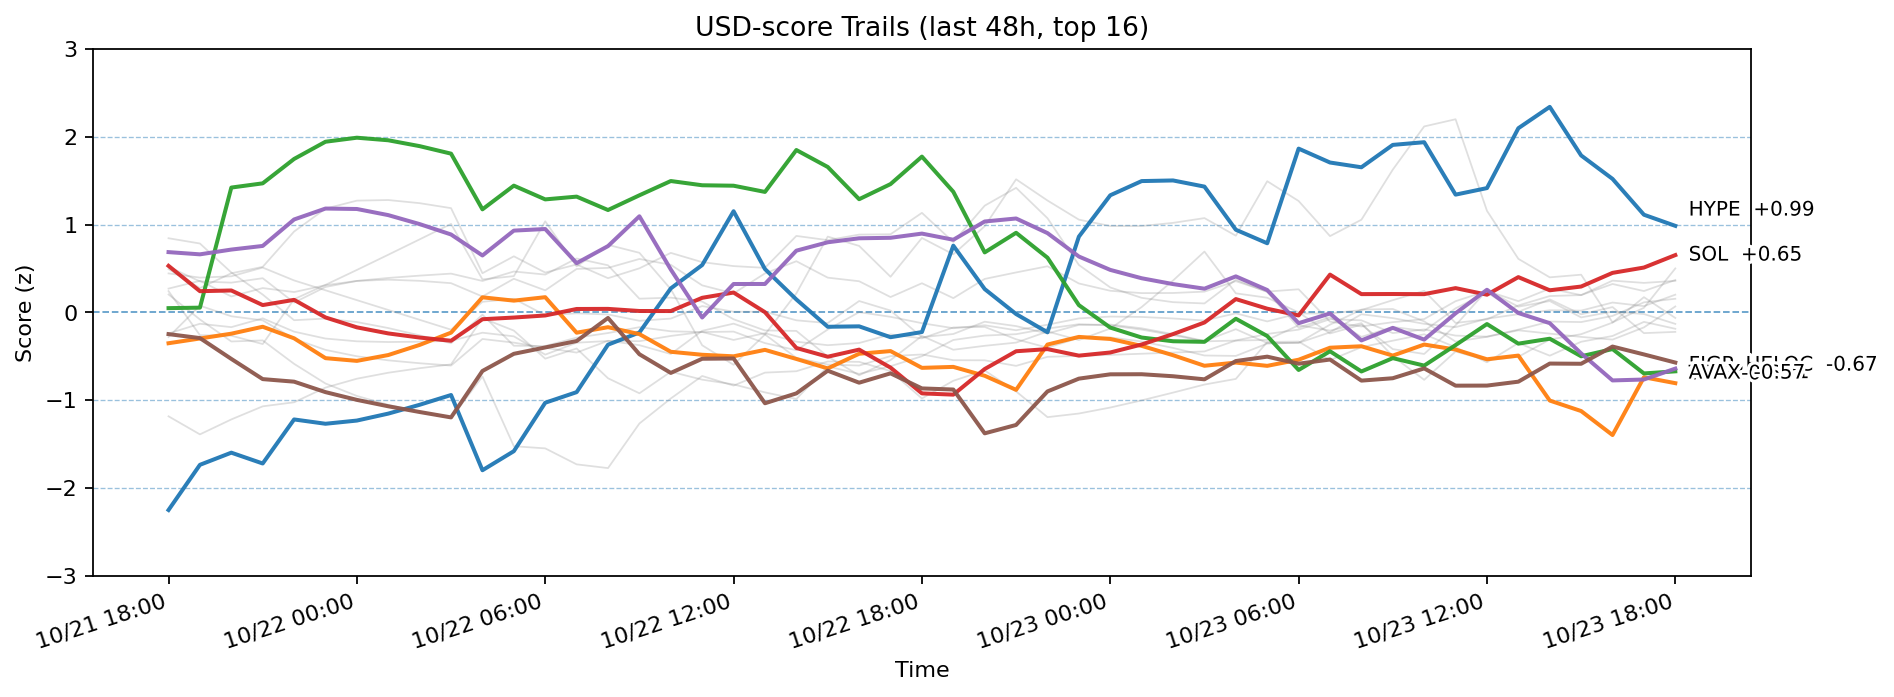 USD-score Trails (last 48h, top 16)
3
2
1
0
−1
−2
−3
Score (z)
HYPE +0.99
SOL +0.65
-0.67
AVAX
10/21 18:00
10/22 00:00
10/22 06:00
10/22 12:00
10/22 18:00
10/23 00:00
10/23 06:00
10/23 12:00
10/23 18:00
Time